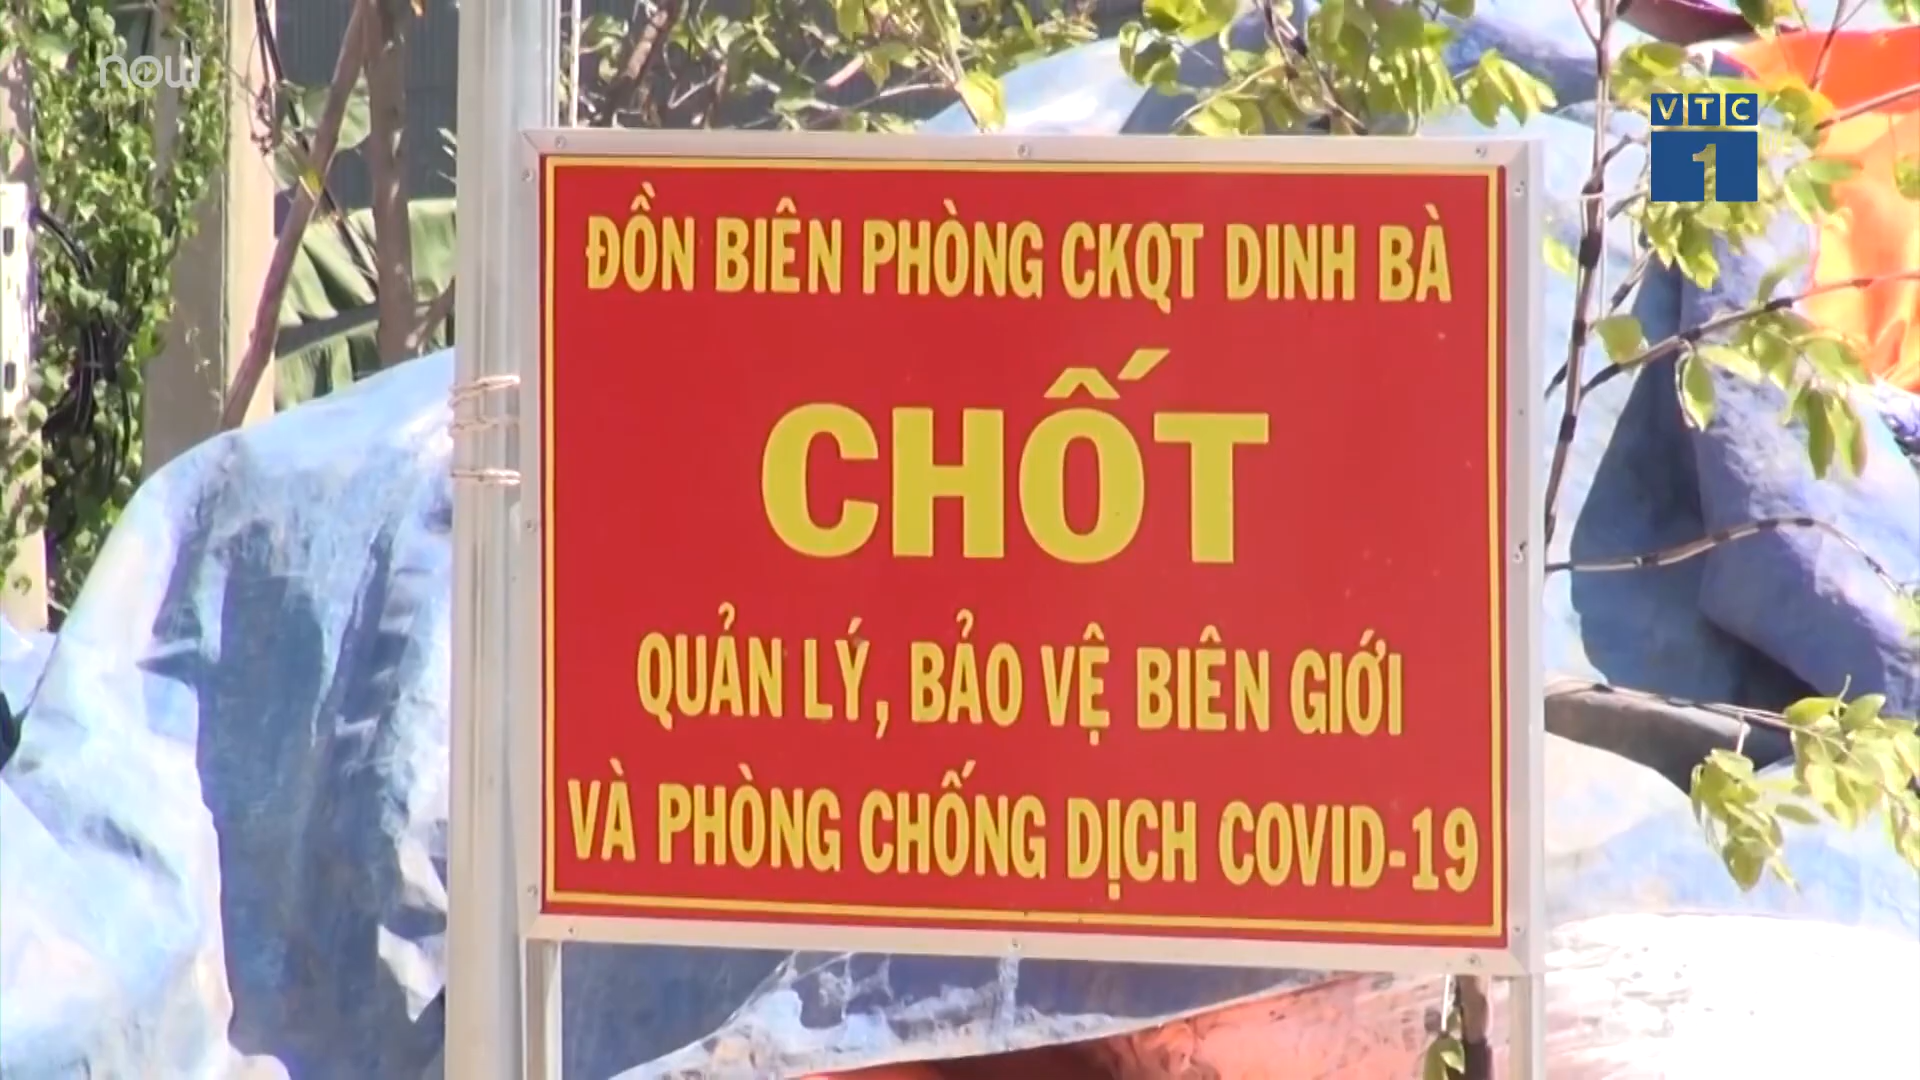 now
VTC
1
ĐỒN BIÊN PHÒNG CKQT DINH BÀ
CHỐT
QUẢN LÝ, BẢO VỆ BIÊN GIỚI
VÀ PHÒNG CHỐNG DỊCH COVID-19